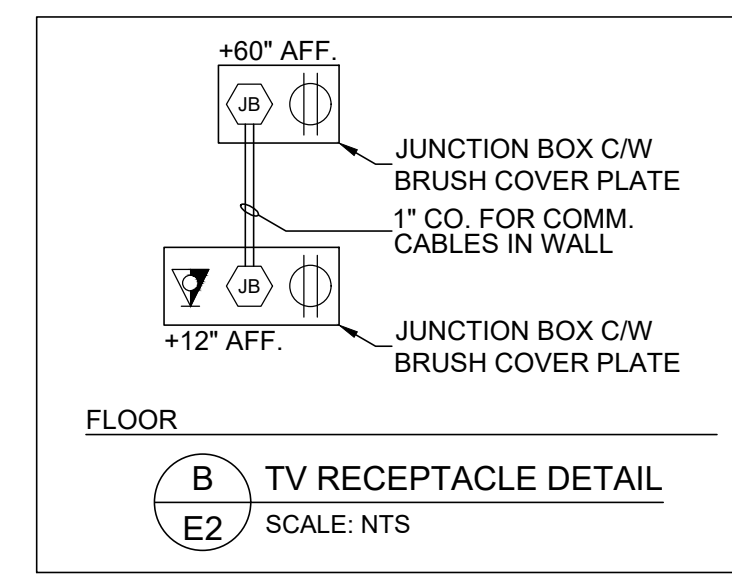 +60" AFF.
JB
JUNCTION BOX C/W
BRUSH COVER PLATE
1" CO. FOR COMM.
CABLES IN WALL
JB
+12" AFF.
JUNCTION BOX C/W
BRUSH COVER PLATE
FLOOR
B
TV RECEPTACLE DETAIL
E2
SCALE: NTS